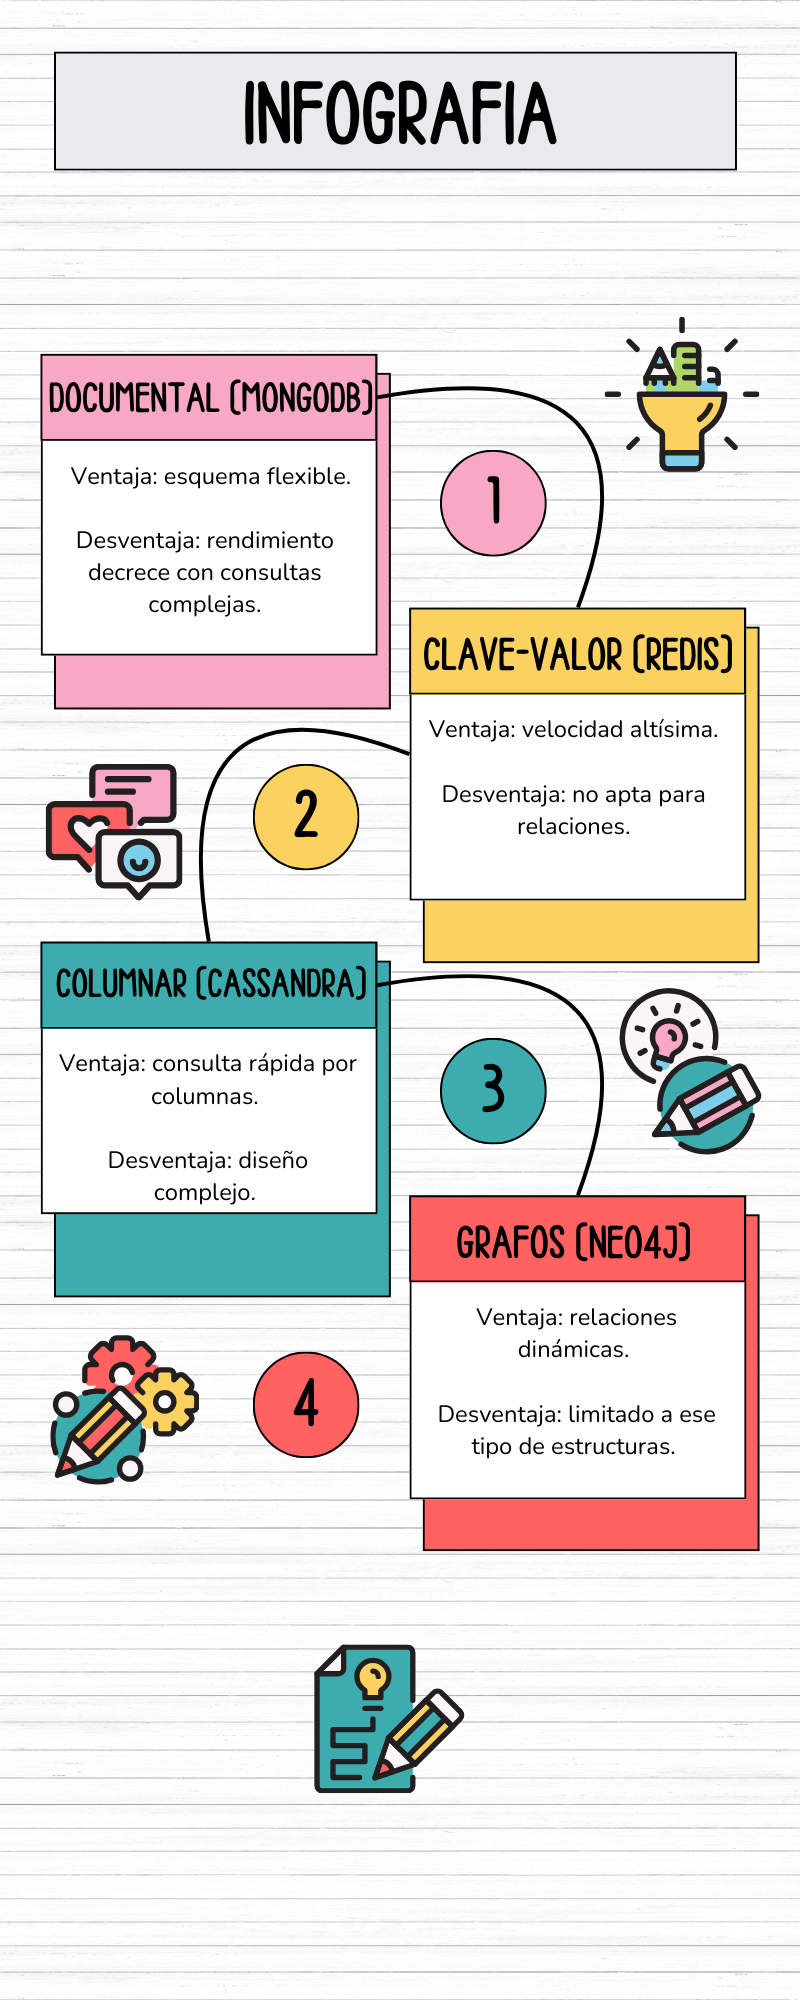 INFOGRAFIA
DOCUMENTAL (MONGODB)
Ventaja: esquema flexible.
Desventaja: rendimiento
decrece con consultas
complejas.
1
CLAVE-VALOR (REDIS)
Ventaja: velocidad altísima.
Desventaja: no apta para
relaciones.
2
COLUMNAR (CASSANDRA)
Ventaja: consulta rápida por
columnas.
Desventaja: diseño
complejo.
3
GRAFOS (NEO4J)
Ventaja: relaciones
dinámicas.
Desventaja: limitado a ese
tipo de estructuras.
4